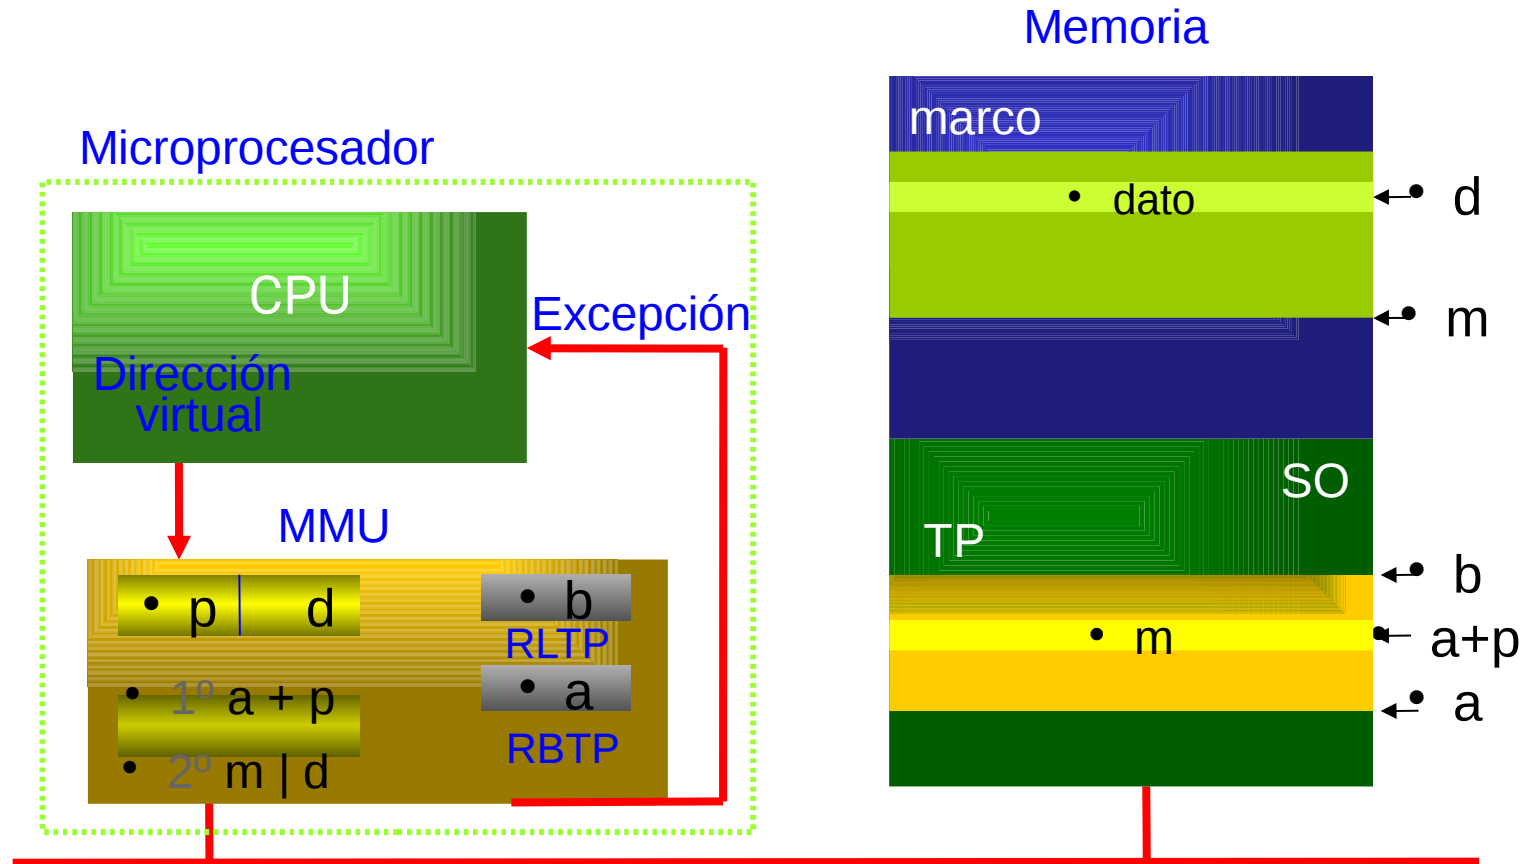 Memoria
Microprocesador
marco
• dato
• d
CPU
Excepción
• m
Dirección
virtual
SO
MMU
TP
• p d
• b
• b
RLTP
• m
• a+p
• 1º a + p
• a
• a
RBTP
• 2º m | d